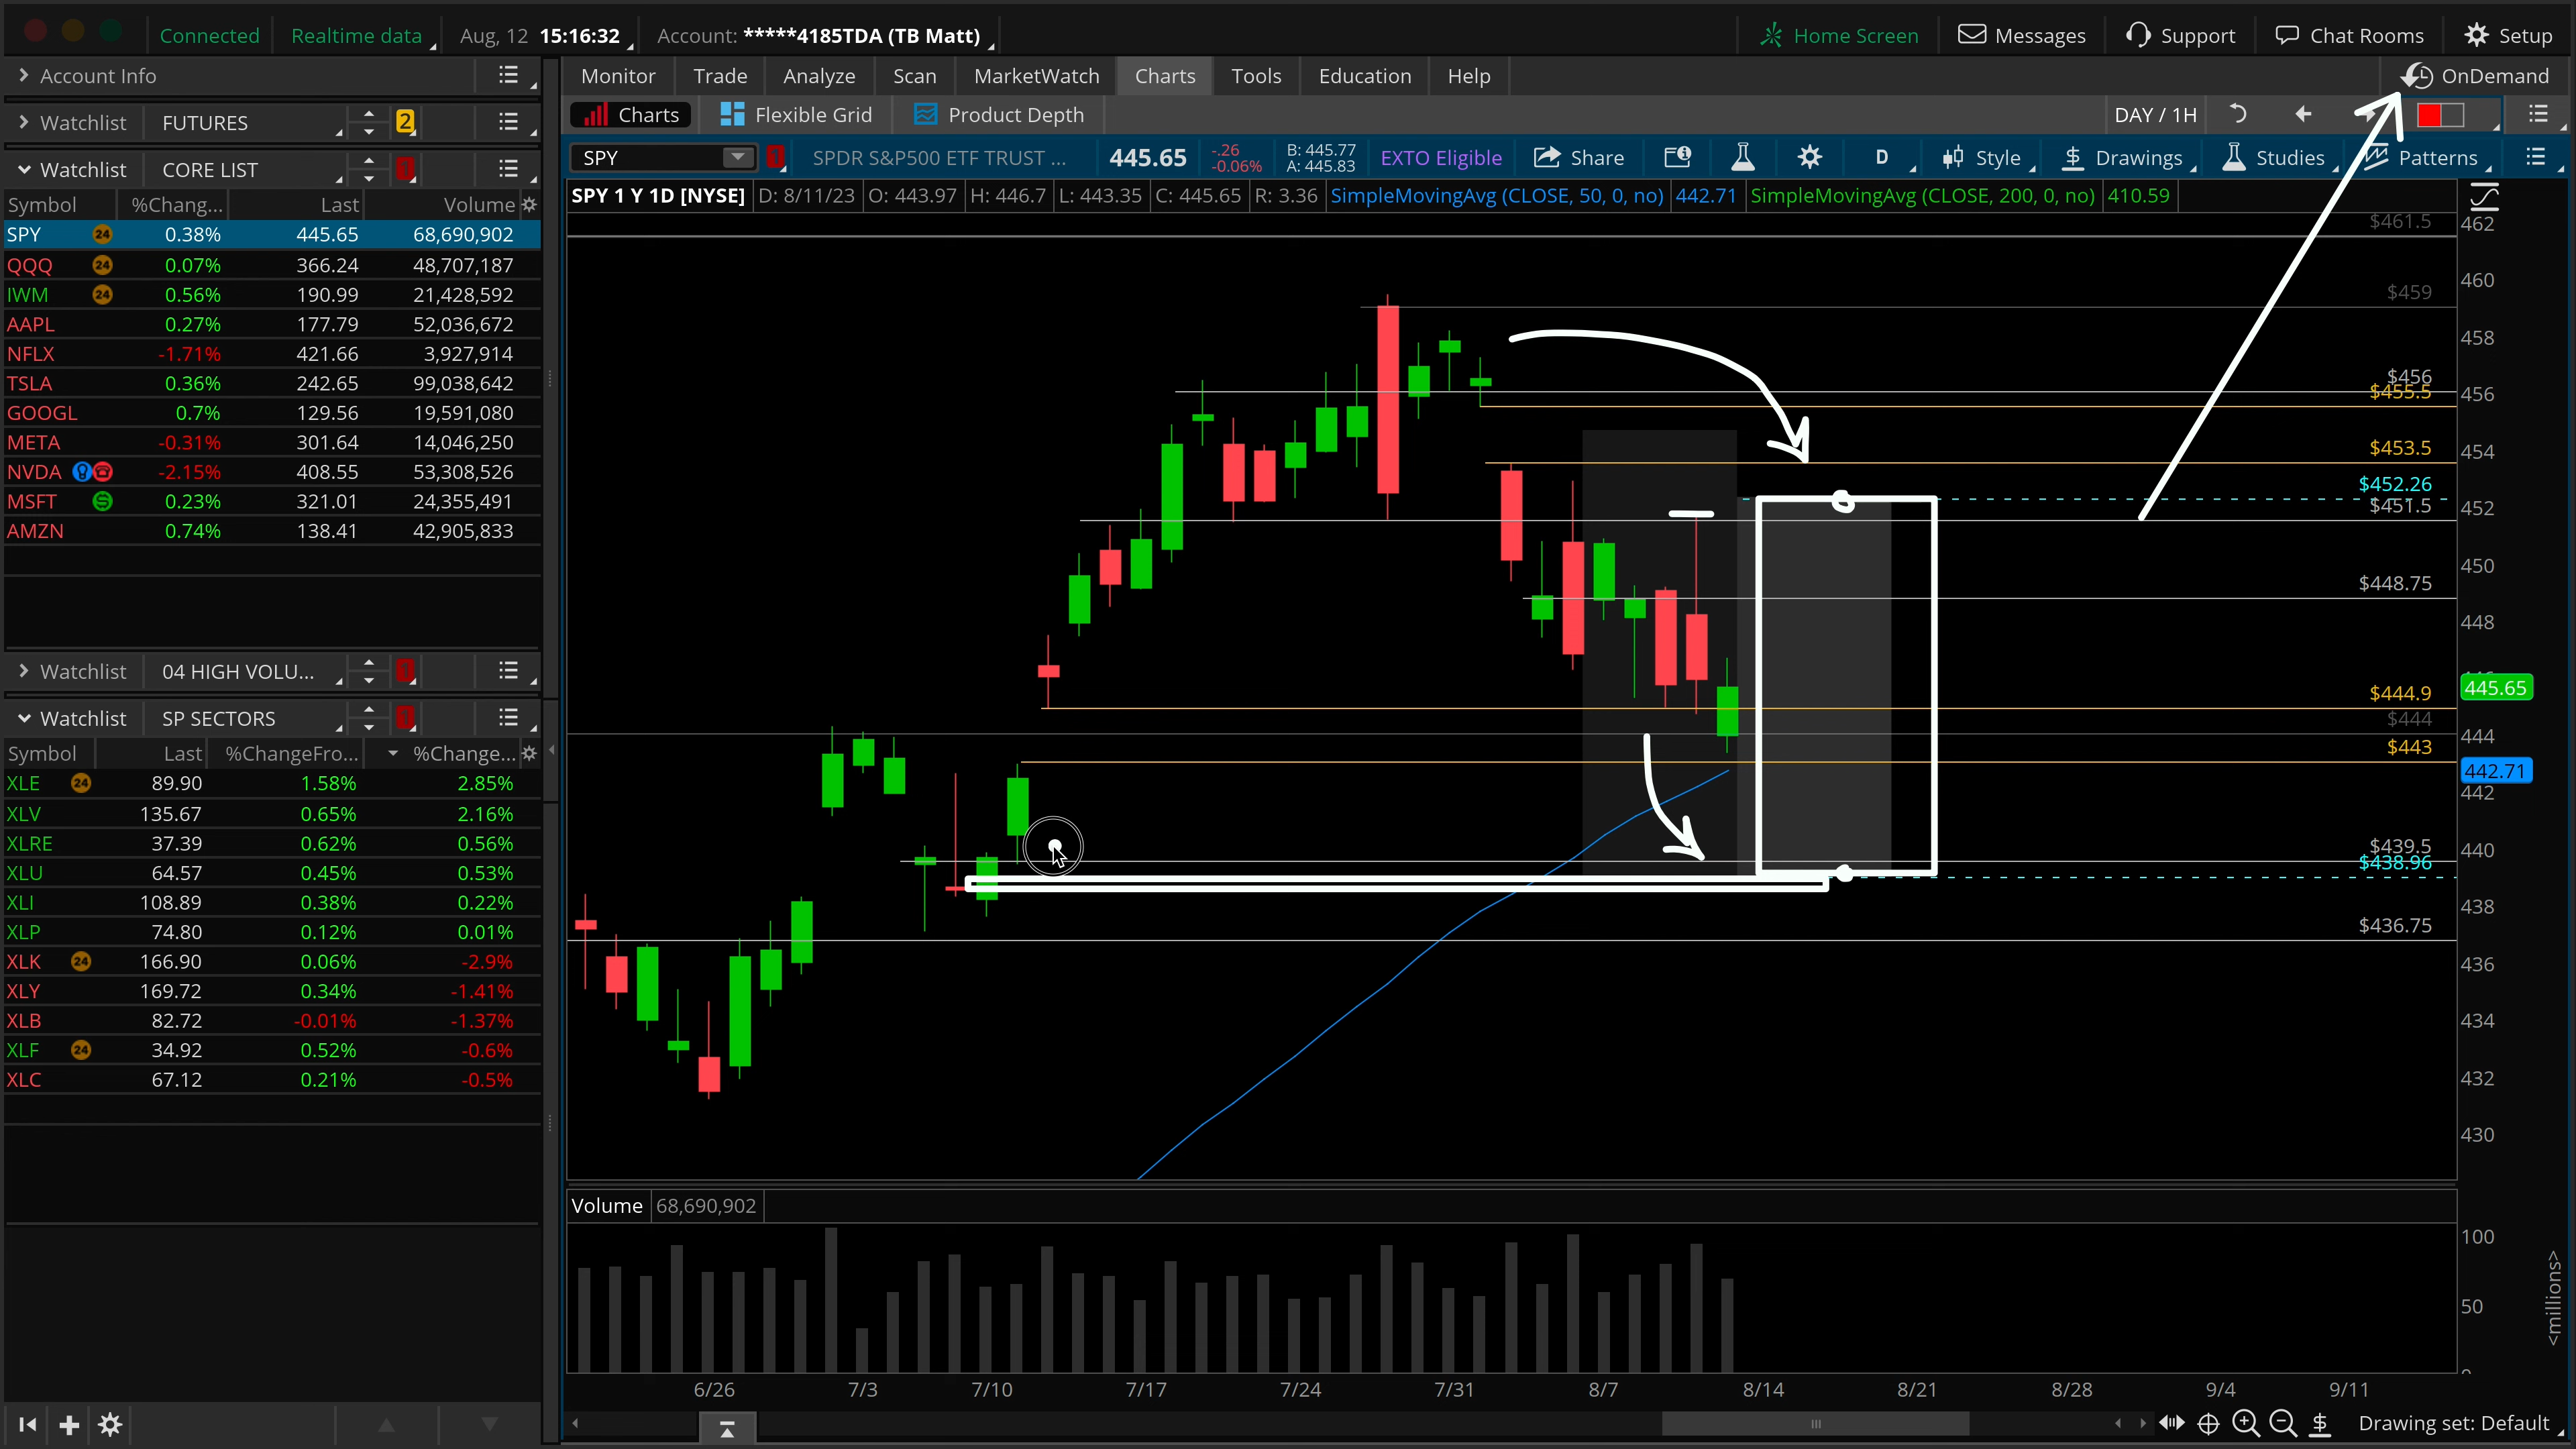 Connected Realtime data Aug, 12 15:16:32 Account: *****4185TDA (TB Matt) Home Screen Messages Support Chat Rooms Setup
Account Info Monitor Trade Analyze Scan MarketWatch Charts Tools Education Help OnDemand
Watchlist FUTURES 2 Charts Flexible Grid Product Depth DAY / 1H
Watchlist CORE LIST 1 SPY 1 SPDR S&P500 ETF TRUST ... 445.65 -.26 -0.06% B: 445.77 A: 445.83 EXTO Eligible Share D Style Drawings Studies Patterns
SPY 1 Y 1D [NYSE] D: 8/11/23 O: 443.97 H: 446.7 L: 443.35 C: 445.65 R: 3.36 SimpleMovingAvg (CLOSE, 50, 0, no) 442.71 SimpleMovingAvg (CLOSE, 200, 0, no) 410.59
Symbol %Chang... Last Volume
SPY 24 0.38% 445.65 68,690,902
QQQ 24 0.07% 366.24 48,707,187
IWM 24 0.56% 190.99 21,428,592
AAPL 0.27% 177.79 52,036,672
NFLX -1.71% 421.66 3,927,914
TSLA 0.36% 242.65 99,038,642
GOOGL 0.7% 129.56 19,591,080
META -0.31% 301.64 14,046,250
NVDA -2.15% 408.55 53,308,526
MSFT 0.23% 321.01 24,355,491
AMZN 0.74% 138.41 42,905,833
Watchlist 04 HIGH VOLU... 1
Watchlist SP SECTORS 1
Symbol Last %ChangeFro... %Change...
XLE 24 89.90 1.58% 2.85%
XLV 135.67 0.65% 2.16%
XLRE 37.39 0.62% 0.56%
XLU 64.57 0.45% 0.53%
XLI 108.89 0.38% 0.22%
XLP 74.80 0.12% 0.01%
XLK 24 166.90 0.06% -2.9%
XLY 169.72 0.34% -1.41%
XLB 82.72 -0.01% -1.37%
XLF 24 34.92 0.52% -0.6%
XLC 67.12 0.21% -0.5%
$461.5
$459
$456
$455.5
$453.5
$452.26
$451.5
$448.75
$444.9
$444
$443
$439.5
$438.96
$436.75
462
460
458
456
454
452
450
448
445.65
444
442.71
442
440
438
436
434
432
430
Volume 68,690,902
100
50
<millions>
6/26 7/3 7/10 7/17 7/24 7/31 8/7 8/14 8/21 8/28 9/4 9/11
Drawing set: Default